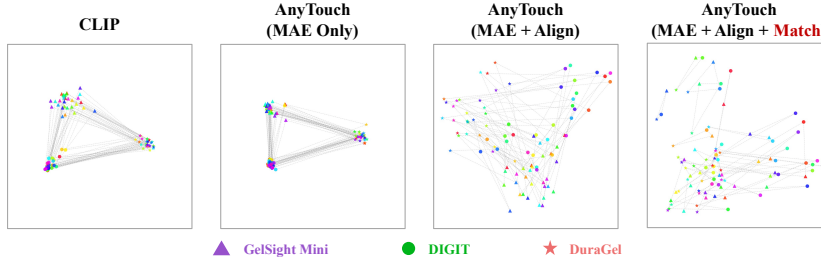 CLIP
AnyTouch
(MAE Only)
AnyTouch
(MAE + Align)
AnyTouch
(MAE + Align + Match
GelSight Mini
DIGIT
DuraGel